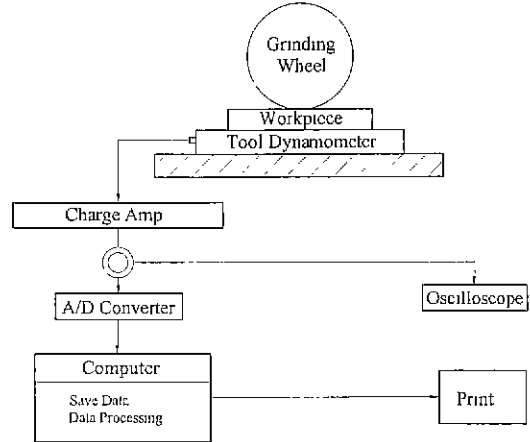 Grinding
Wheel
Workpiece
Tool Dynamometer
Charge Amp
A/D Converter
Oscilloscope
Computer
Save Data
Data Processing
Print